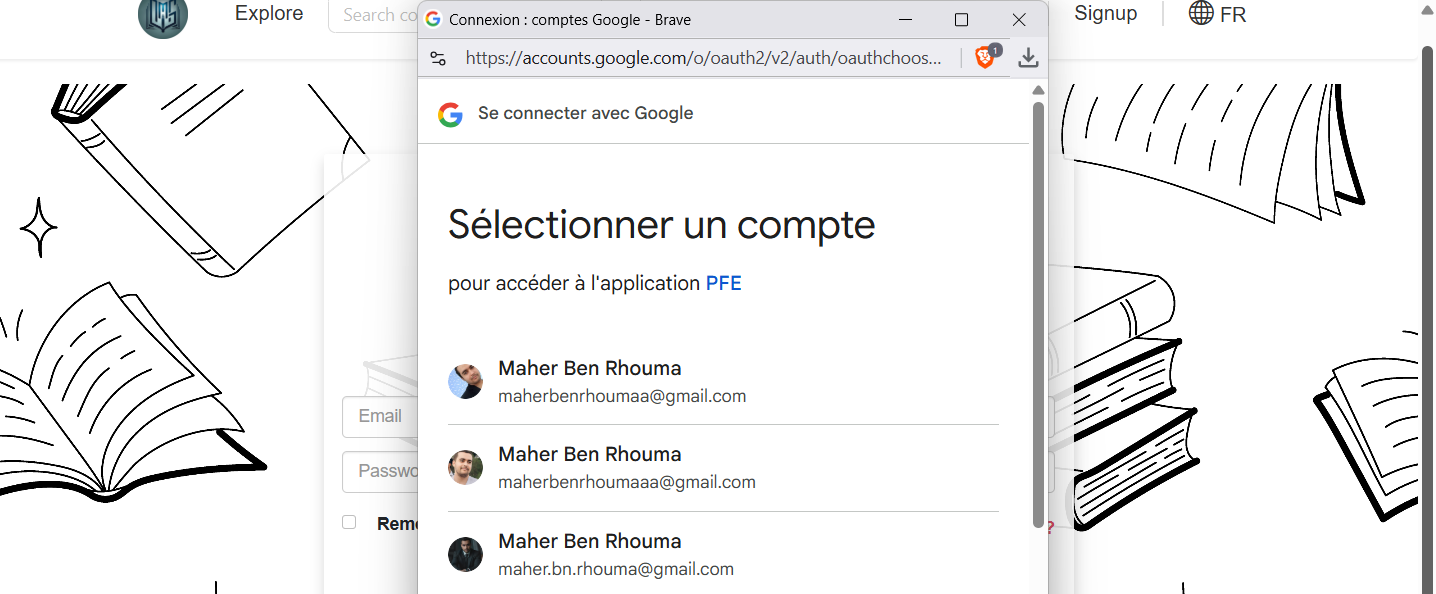 Explore
Search co
Connexion : comptes Google - Brave
Signup
FR
https://accounts.google.com/o/oauth2/v2/auth/oauthchoos...
1
Se connecter avec Google
Sélectionner un compte
pour accéder à l'application PFE
Maher Ben Rhouma
maherbenrhoumaa@gmail.com
Email
Maher Ben Rhouma
maherbenrhoumaaa@gmail.com
Passwo
Reme
?
Maher Ben Rhouma
maher.bn.rhouma@gmail.com